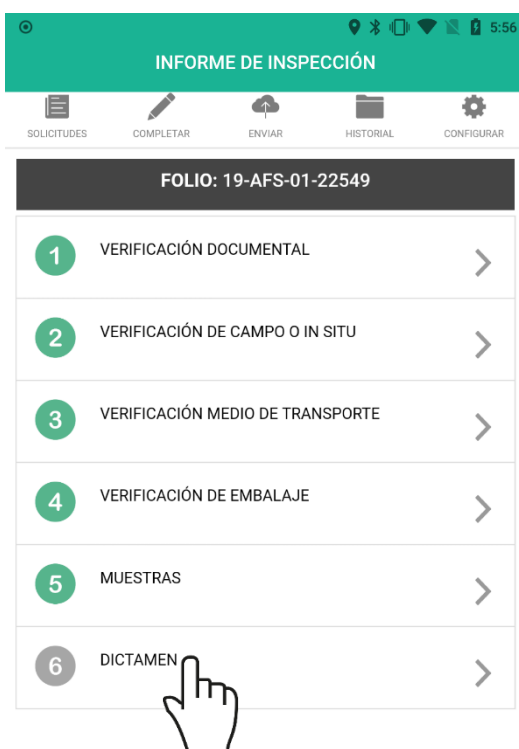 5:56
INFORME DE INSPECCIÓN
SOLICITUDES COMPLETAR ENVIAR HISTORIAL CONFIGURAR
FOLIO: 19-AFS-01-22549
1 VERIFICACIÓN DOCUMENTAL
2 VERIFICACIÓN DE CAMPO O IN SITU
3 VERIFICACIÓN MEDIO DE TRANSPORTE
4 VERIFICACIÓN DE EMBALAJE
5 MUESTRAS
6 DICTAMEN